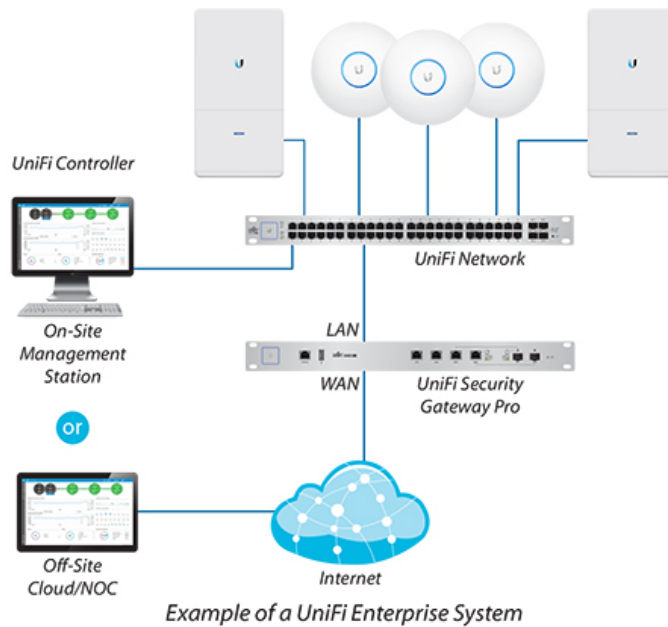 UniFi Controller
UniFi Network
On-Site
Management
Station
LAN
WAN
UniFi Security
Gateway Pro
or
Off-Site
Cloud/NOC
Internet
Example of a UniFi Enterprise System